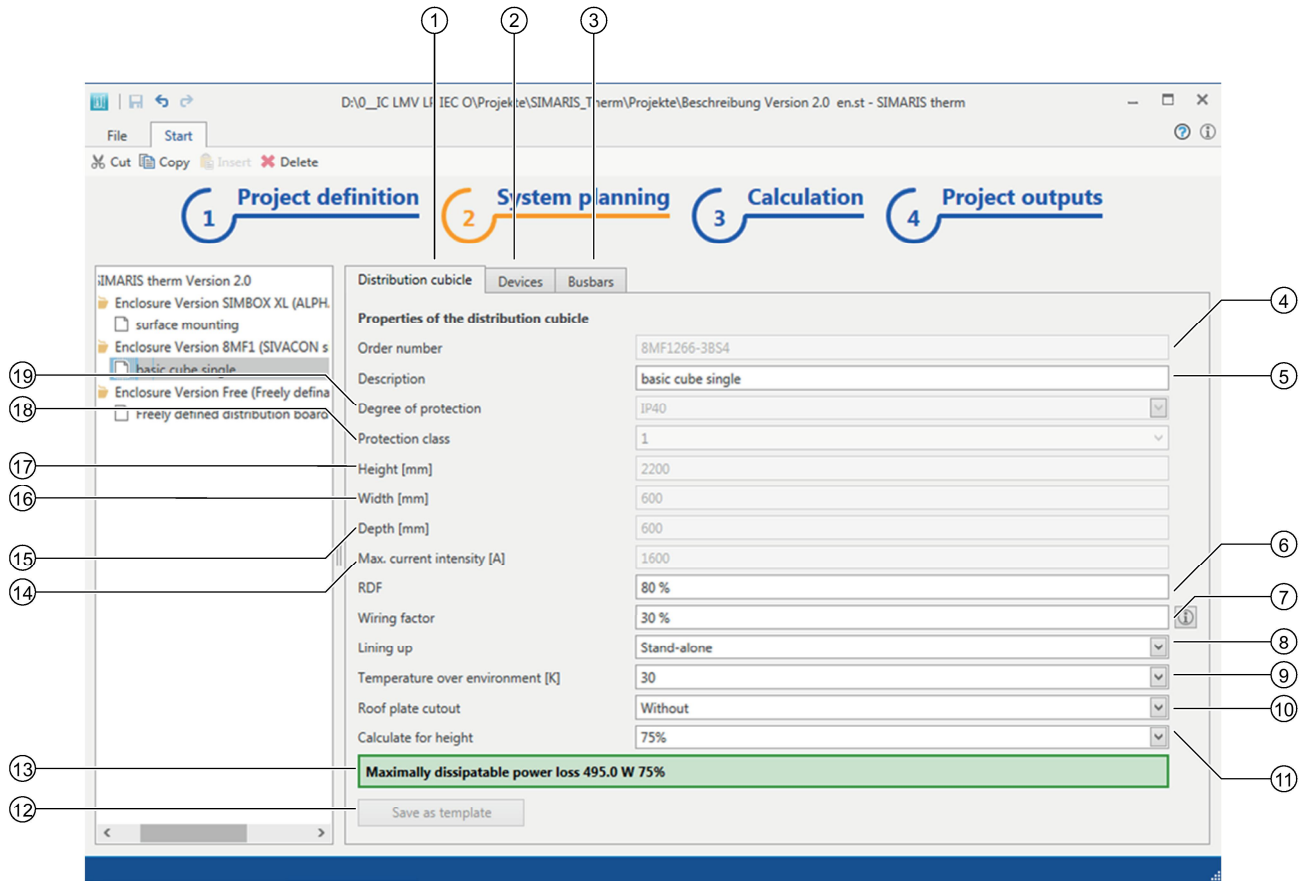 1 2 3
D:\0__IC LMV LP IEC O\Projekte\SIMARIS_Therm\Projekte\Beschreibung Version 2.0 en.st - SIMARIS therm
File Start
Cut Copy Insert Delete
1 Project definition 2 System planning 3 Calculation 4 Project outputs
SIMARIS therm Version 2.0
Enclosure Version SIMBOX XL (ALPH.
surface mounting
Enclosure Version 8MF1 (SIVACON s
basic cube single
Enclosure Version Free (Freely defina
Freely defined distribution board
Distribution cubicle Devices Busbars
Properties of the distribution cubicle
Order number 8MF1266-3BS4 4
Description basic cube single 5
19 Degree of protection IP40
18 Protection class 1
17 Height [mm] 2200
16 Width [mm] 600
15 Depth [mm] 600
14 Max. current intensity [A] 1600
RDF 80 % 6
Wiring factor 30 % 7
Lining up Stand-alone 8
Temperature over environment [K] 30 9
Roof plate cutout Without 10
Calculate for height 75% 11
13 Maximally dissipatable power loss 495.0 W 75%
12 Save as template